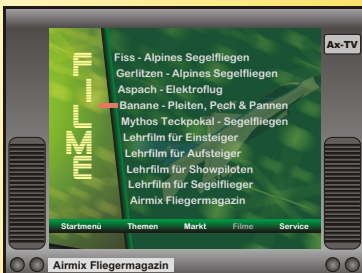 Ax-TV
FILME
Fiss - Alpines Segelfliegen
Gerlitzen - Alpines Segelfliegen
Aspach - Elektroflug
Banane - Pleiten, Pech & Pannen
Mythos Teckpokal - Segelfliegen
Lehrfilm für Einsteiger
Lehrfilm für Aufsteiger
Lehrfilm für Showpiloten
Lehrfilm für Segelflieger
Airmix Fliegermagazin
Startmenü Themen Markt Filme Service
Airmix Fliegermagazin